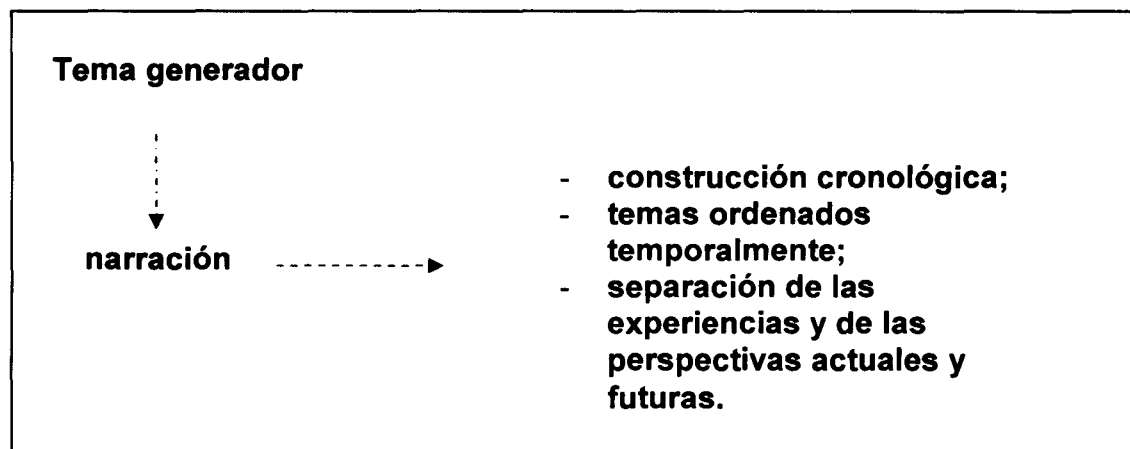 Tema generador
narración
- construcción cronológica;
- temas ordenados
temporalmente;
- separación de las
experiencias y de las
perspectivas actuales y
futuras.